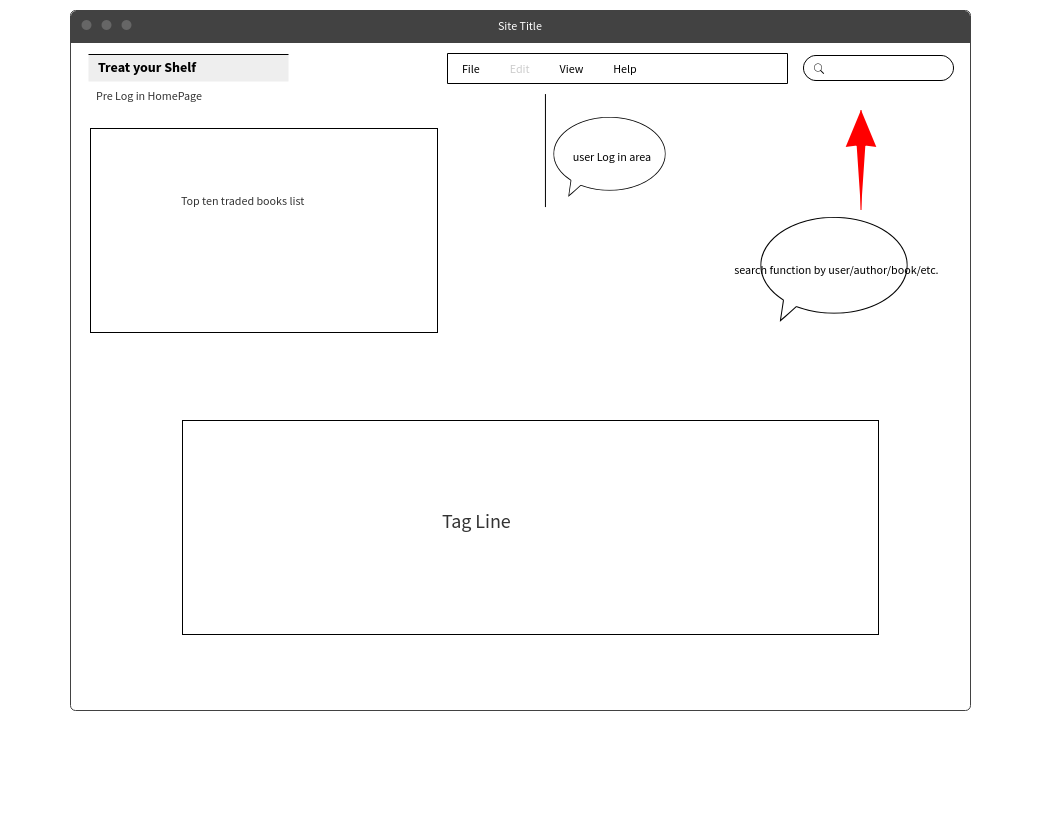 Site Title
Treat your Shelf
File Edit View Help
Pre Log in HomePage
user Log in area
Top ten traded books list
search function by user/author/book/etc.
Tag Line